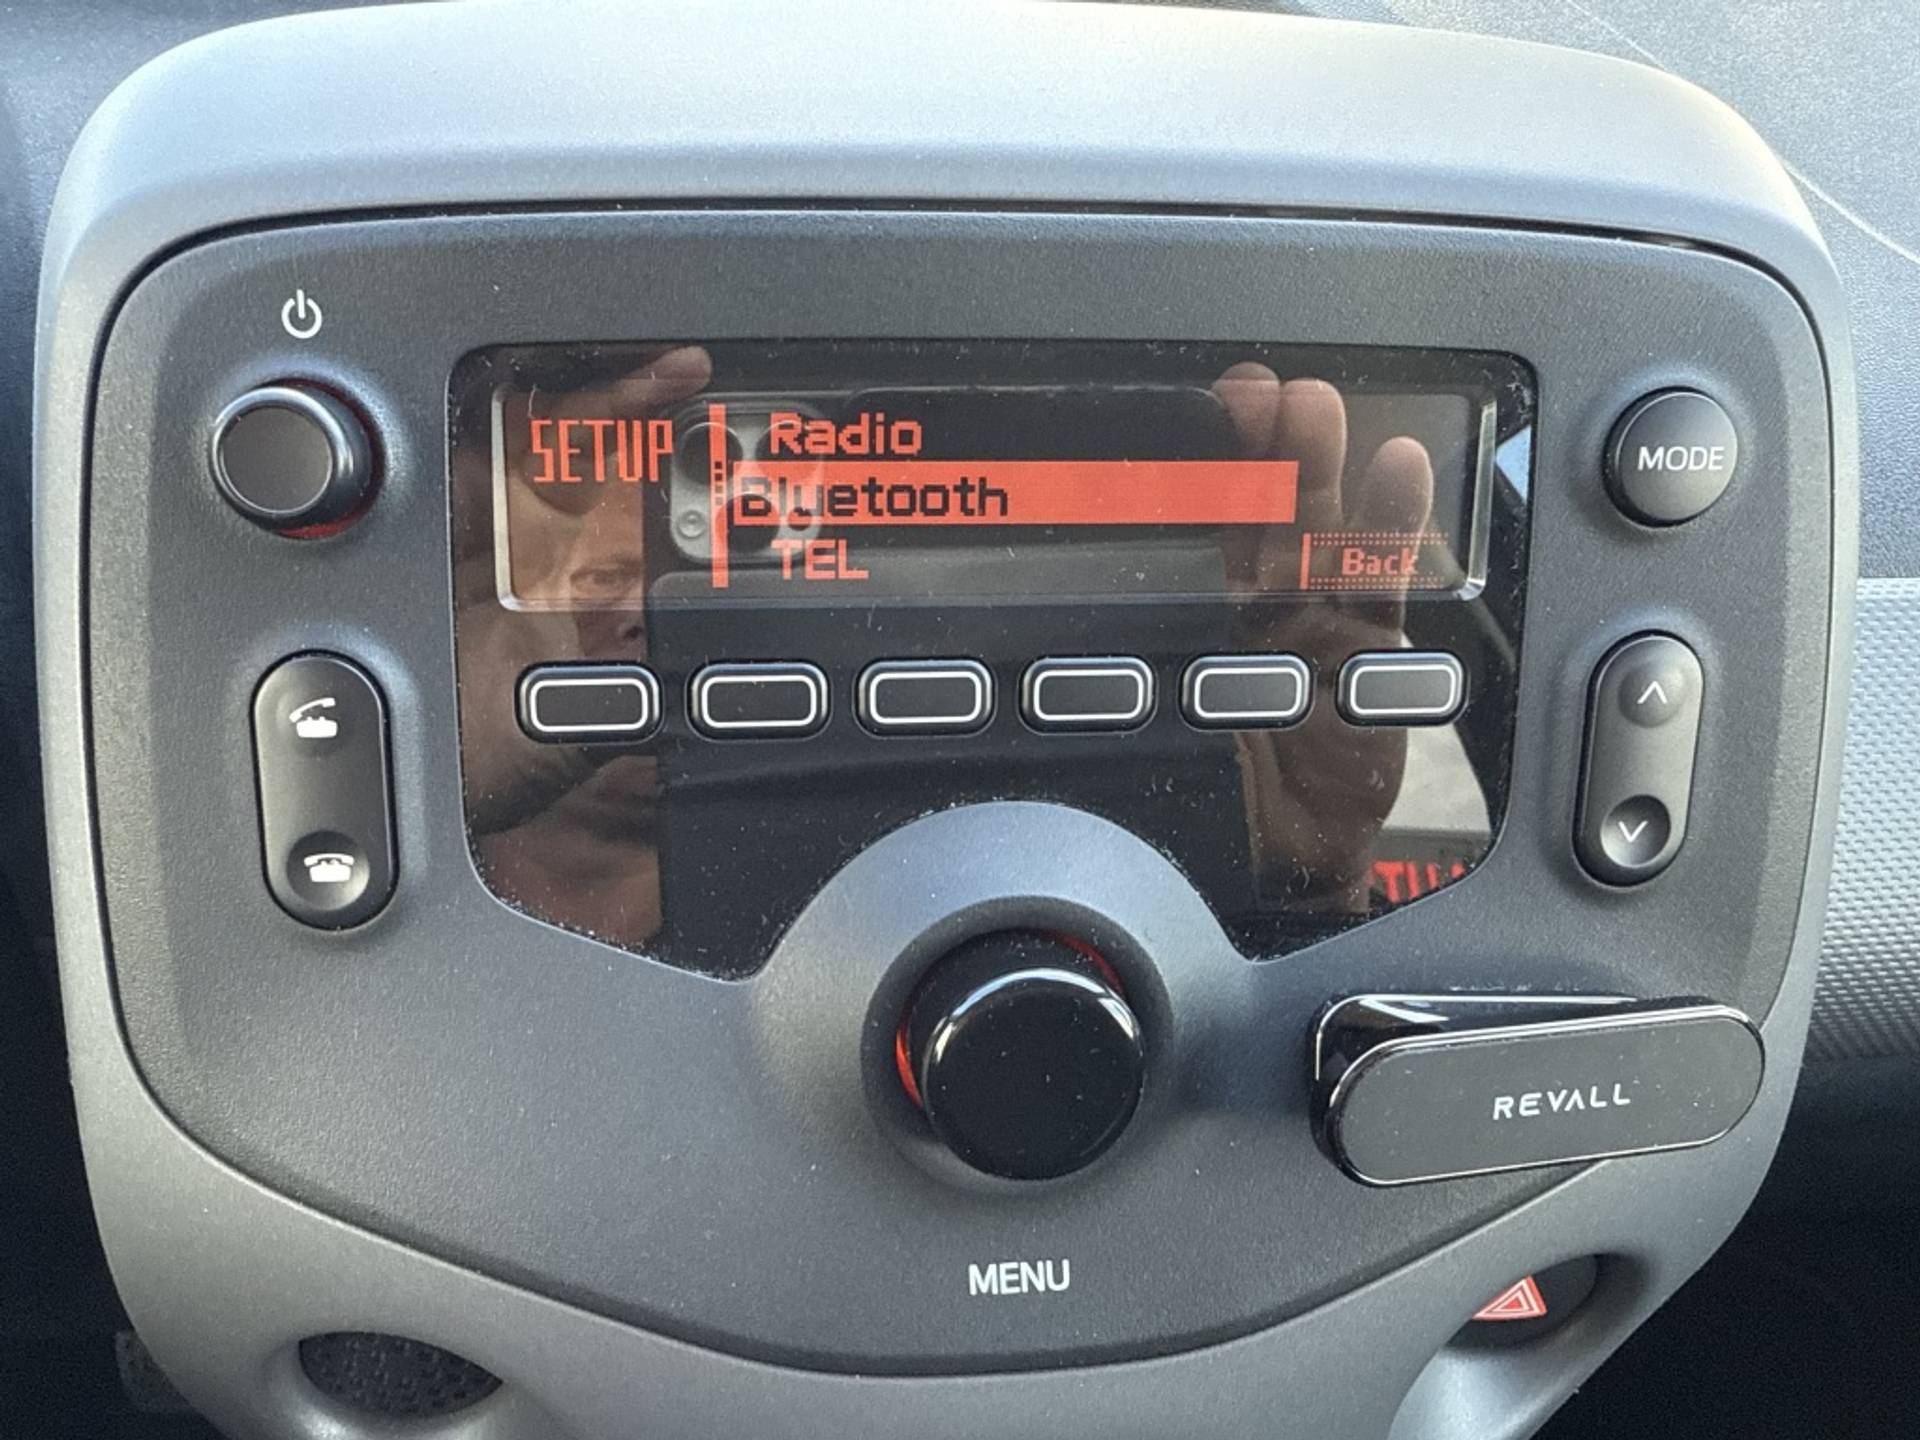 SETUP
Radio
Bluetooth
TEL
Back
MODE
REVALL
MENU